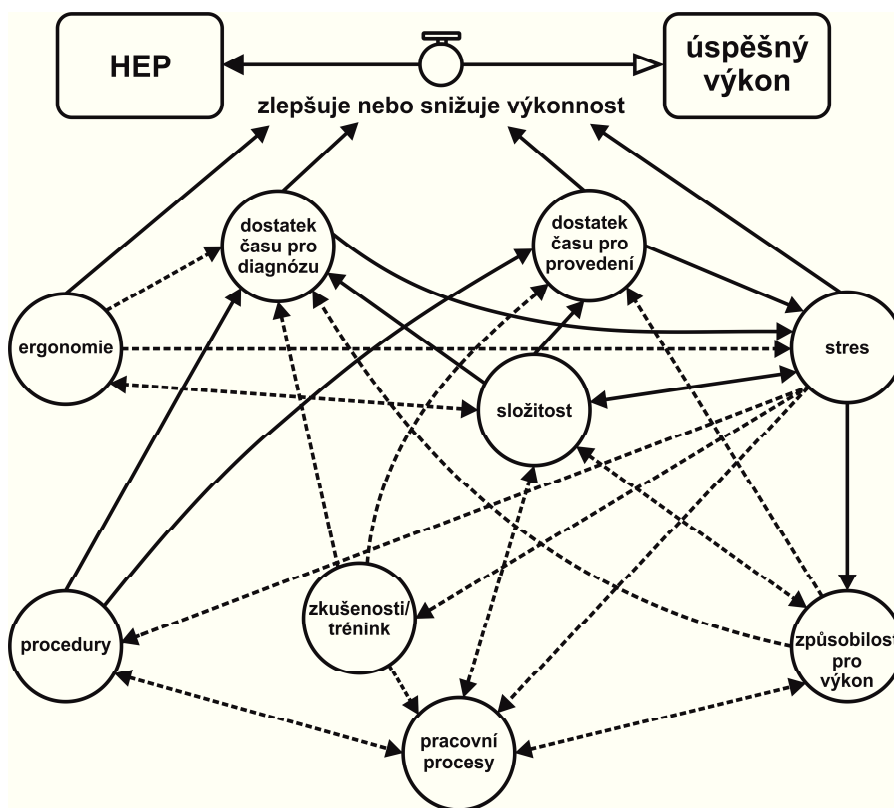 HEP
úspěšný
výkon
zlepšuje nebo snižuje výkonnost
dostatek
času pro
diagnózu
dostatek
času pro
provedení
ergonomie
stres
složitost
zkušenosti/
trénink
procedury
způsobilost
pro
výkon
pracovní
procesy